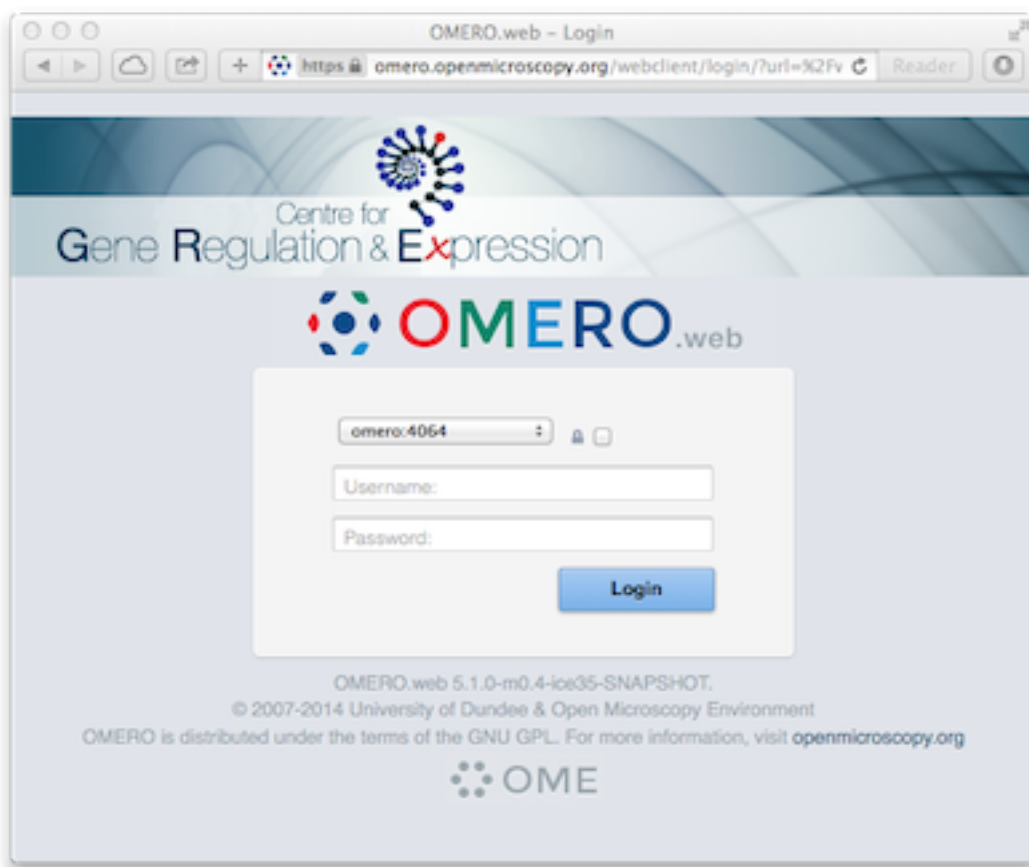 OMERO.web – Login
https omero.openmicroscopy.org/webclient/login/?url=%2Fv Reader
Centre for
Gene Regulation & Expression
OMERO.web
omero:4064
Username:
Password:
Login
OMERO.web 5.1.0-m0.4-ice35-SNAPSHOT.
© 2007-2014 University of Dundee & Open Microscopy Environment
OMERO is distributed under the terms of the GNU GPL. For more information, visit openmicroscopy.org
OME